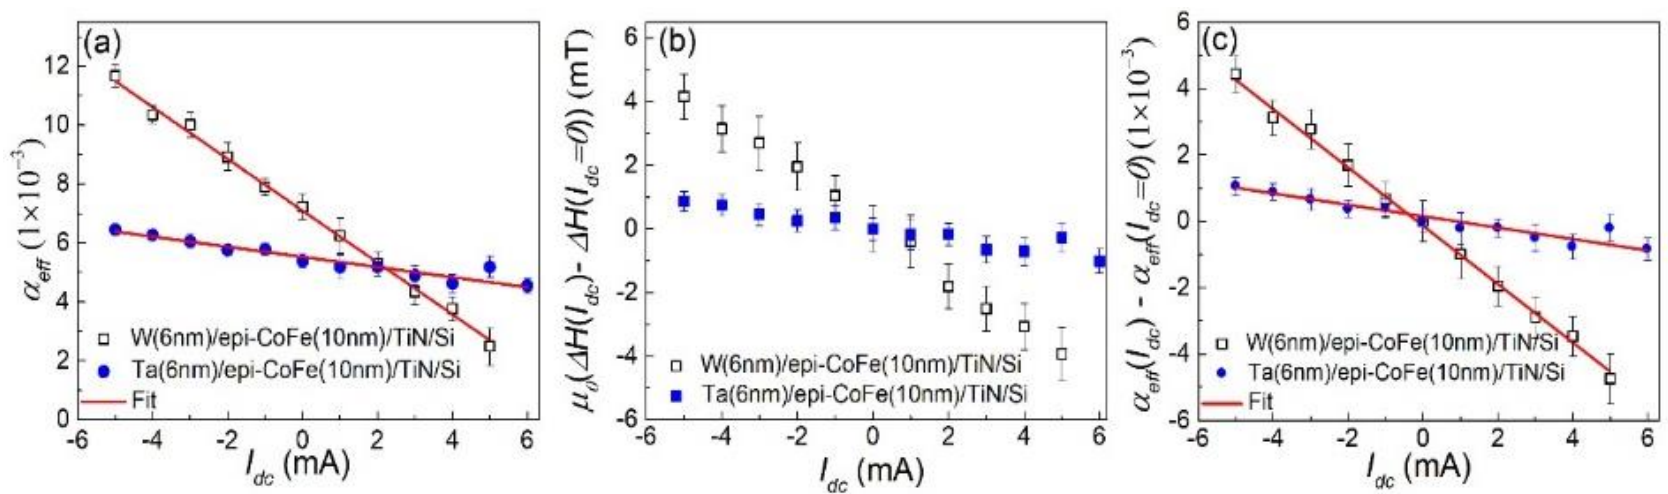 (a)
12
10
8
6
4
2
0
-6 -4 -2 0 2 4 6
α_eff (1×10⁻³)
W(6nm)/epi-CoFe(10nm)/TiN/Si
Ta(6nm)/epi-CoFe(10nm)/TiN/Si
Fit
I_dc (mA)
(b)
6
4
2
0
-2
-4
-6
-6 -4 -2 0 2 4 6
μ₀(ΔH(I_dc)- ΔH(I_dc=0)) (mT)
W(6nm)/epi-CoFe(10nm)/TiN/Si
Ta(6nm)/epi-CoFe(10nm)/TiN/Si
I_dc (mA)
(c)
6
4
2
0
-2
-4
-6
-6 -4 -2 0 2 4 6
α_eff(I_dc) - α_eff(I_dc=0) (1×10⁻³)
W(6nm)/epi-CoFe(10nm)/TiN/Si
Ta(6nm)/epi-CoFe(10nm)/TiN/Si
Fit
I_dc (mA)